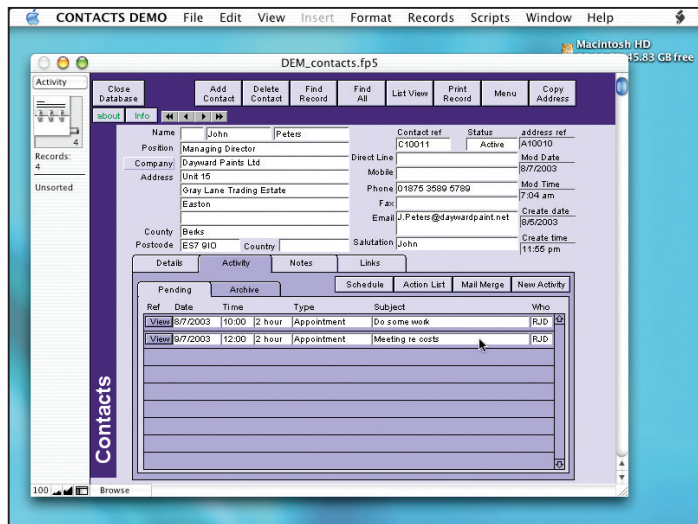 CONTACTS DEMO File Edit View Insert Format Records Scripts Window Help
Macintosh HD
45.83 GB free
DEM_contacts.fp5
Activity
4
Records:
4
Unsorted
Close Database
Add Contact
Delete Contact
Find Record
Find All
List View
Print Record
Menu
Copy Address
about Info
Name John Peters
Position Managing Director
Company Dayward Paints Ltd
Address Unit 15
Gray Lane Trading Estate
Easton
County Berks
Postcode ES7 9IO Country
Contact ref Status address ref
C10011 Active A10010
Direct Line
Mobile
Phone 01875 3589 5789
Fax
Email J.Peters@daywardpaint.net
Salutation John
Mod Date
8/7/2003
Mod Time
7:04 am
Create date
8/5/2003
Create time
11:55 pm
Details Activity Notes Links
Pending Archive Schedule Action List Mail Merge New Activity
Ref Date Time Type Subject Who
View 8/7/2003 10:00 2 hour Appointment Do some work RJD
View 9/7/2003 12:00 2 hour Appointment Meeting re costs RJD
Contacts
100 Browse